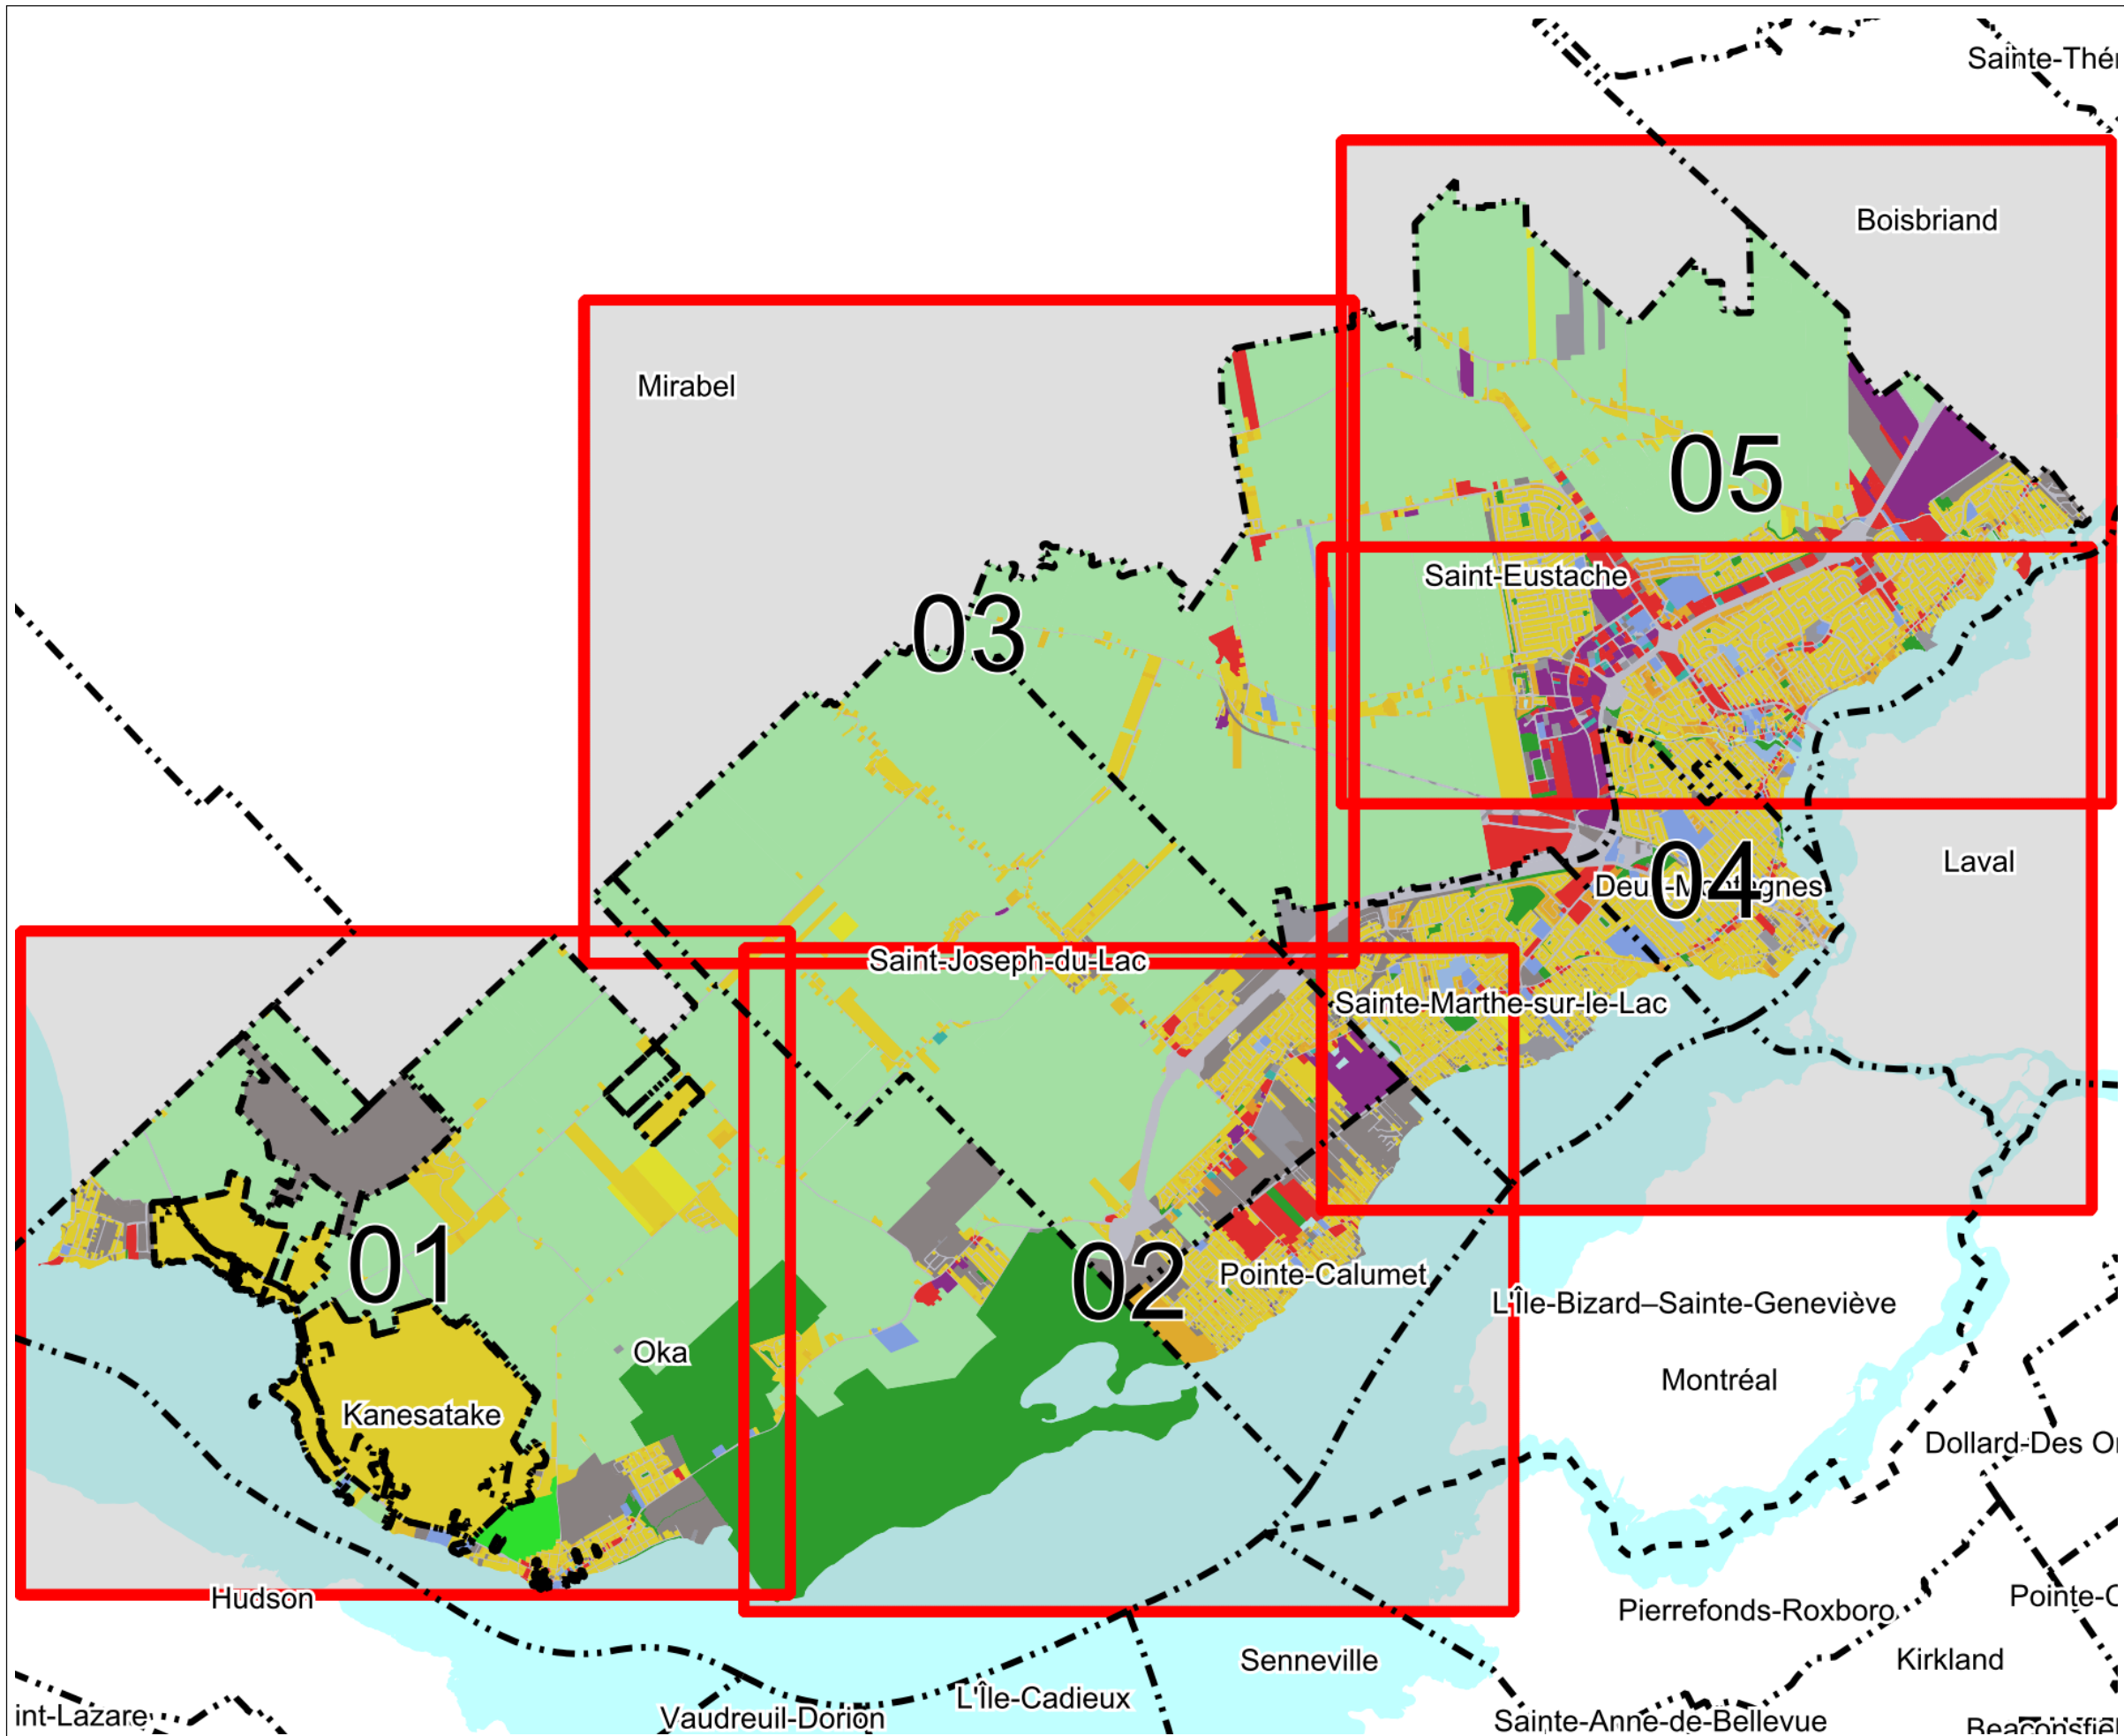 Sainte-Thér
Boisbriand
Mirabel
05
Saint-Eustache
03
Laval
04
Saint-Joseph-du-Lac
Sainte-Marthe-sur-le-Lac
01
02
Pointe-Calumet
L'Île-Bizard–Sainte-Geneviève
Oka
Montréal
Kanesatake
Dollard-Des Or
Hudson
Pointe-C
Pierrefonds-Roxboro
Senneville
Kirkland
L'Île-Cadieux
int-Lazare
Vaudreuil-Dorion
Sainte-Anne-de-Bellevue
Beaconsfie